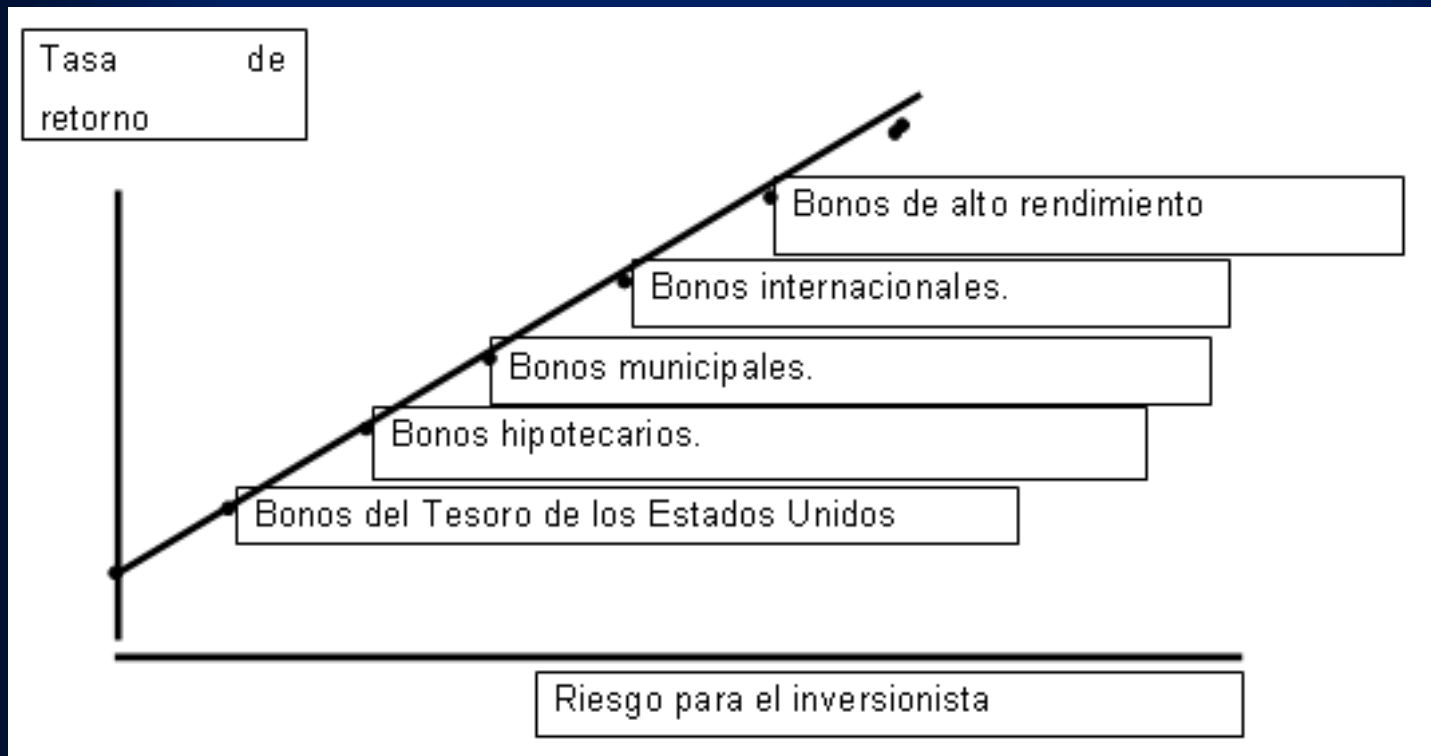 Tasa de
retorno
Bonos de alto rendimiento
Bonos internacionales.
Bonos municipales.
Bonos hipotecarios.
Bonos del Tesoro de los Estados Unidos
Riesgo para el inversionista